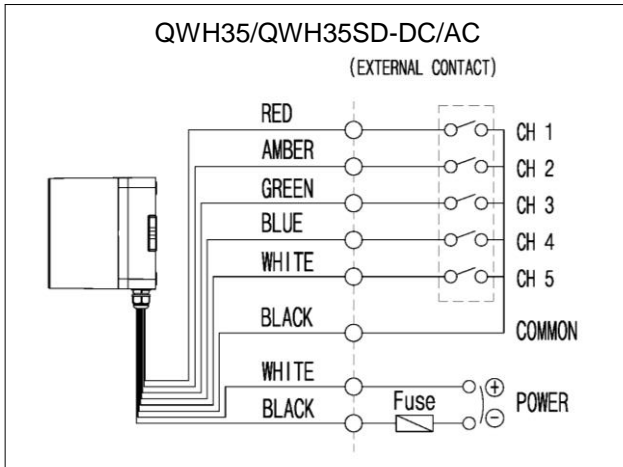 QWH35/QWH35SD-DC/AC
(EXTERNAL CONTACT)
RED
CH 1
AMBER
CH 2
GREEN
CH 3
BLUE
CH 4
WHITE
CH 5
BLACK
COMMON
WHITE
+
POWER
BLACK
Fuse
−